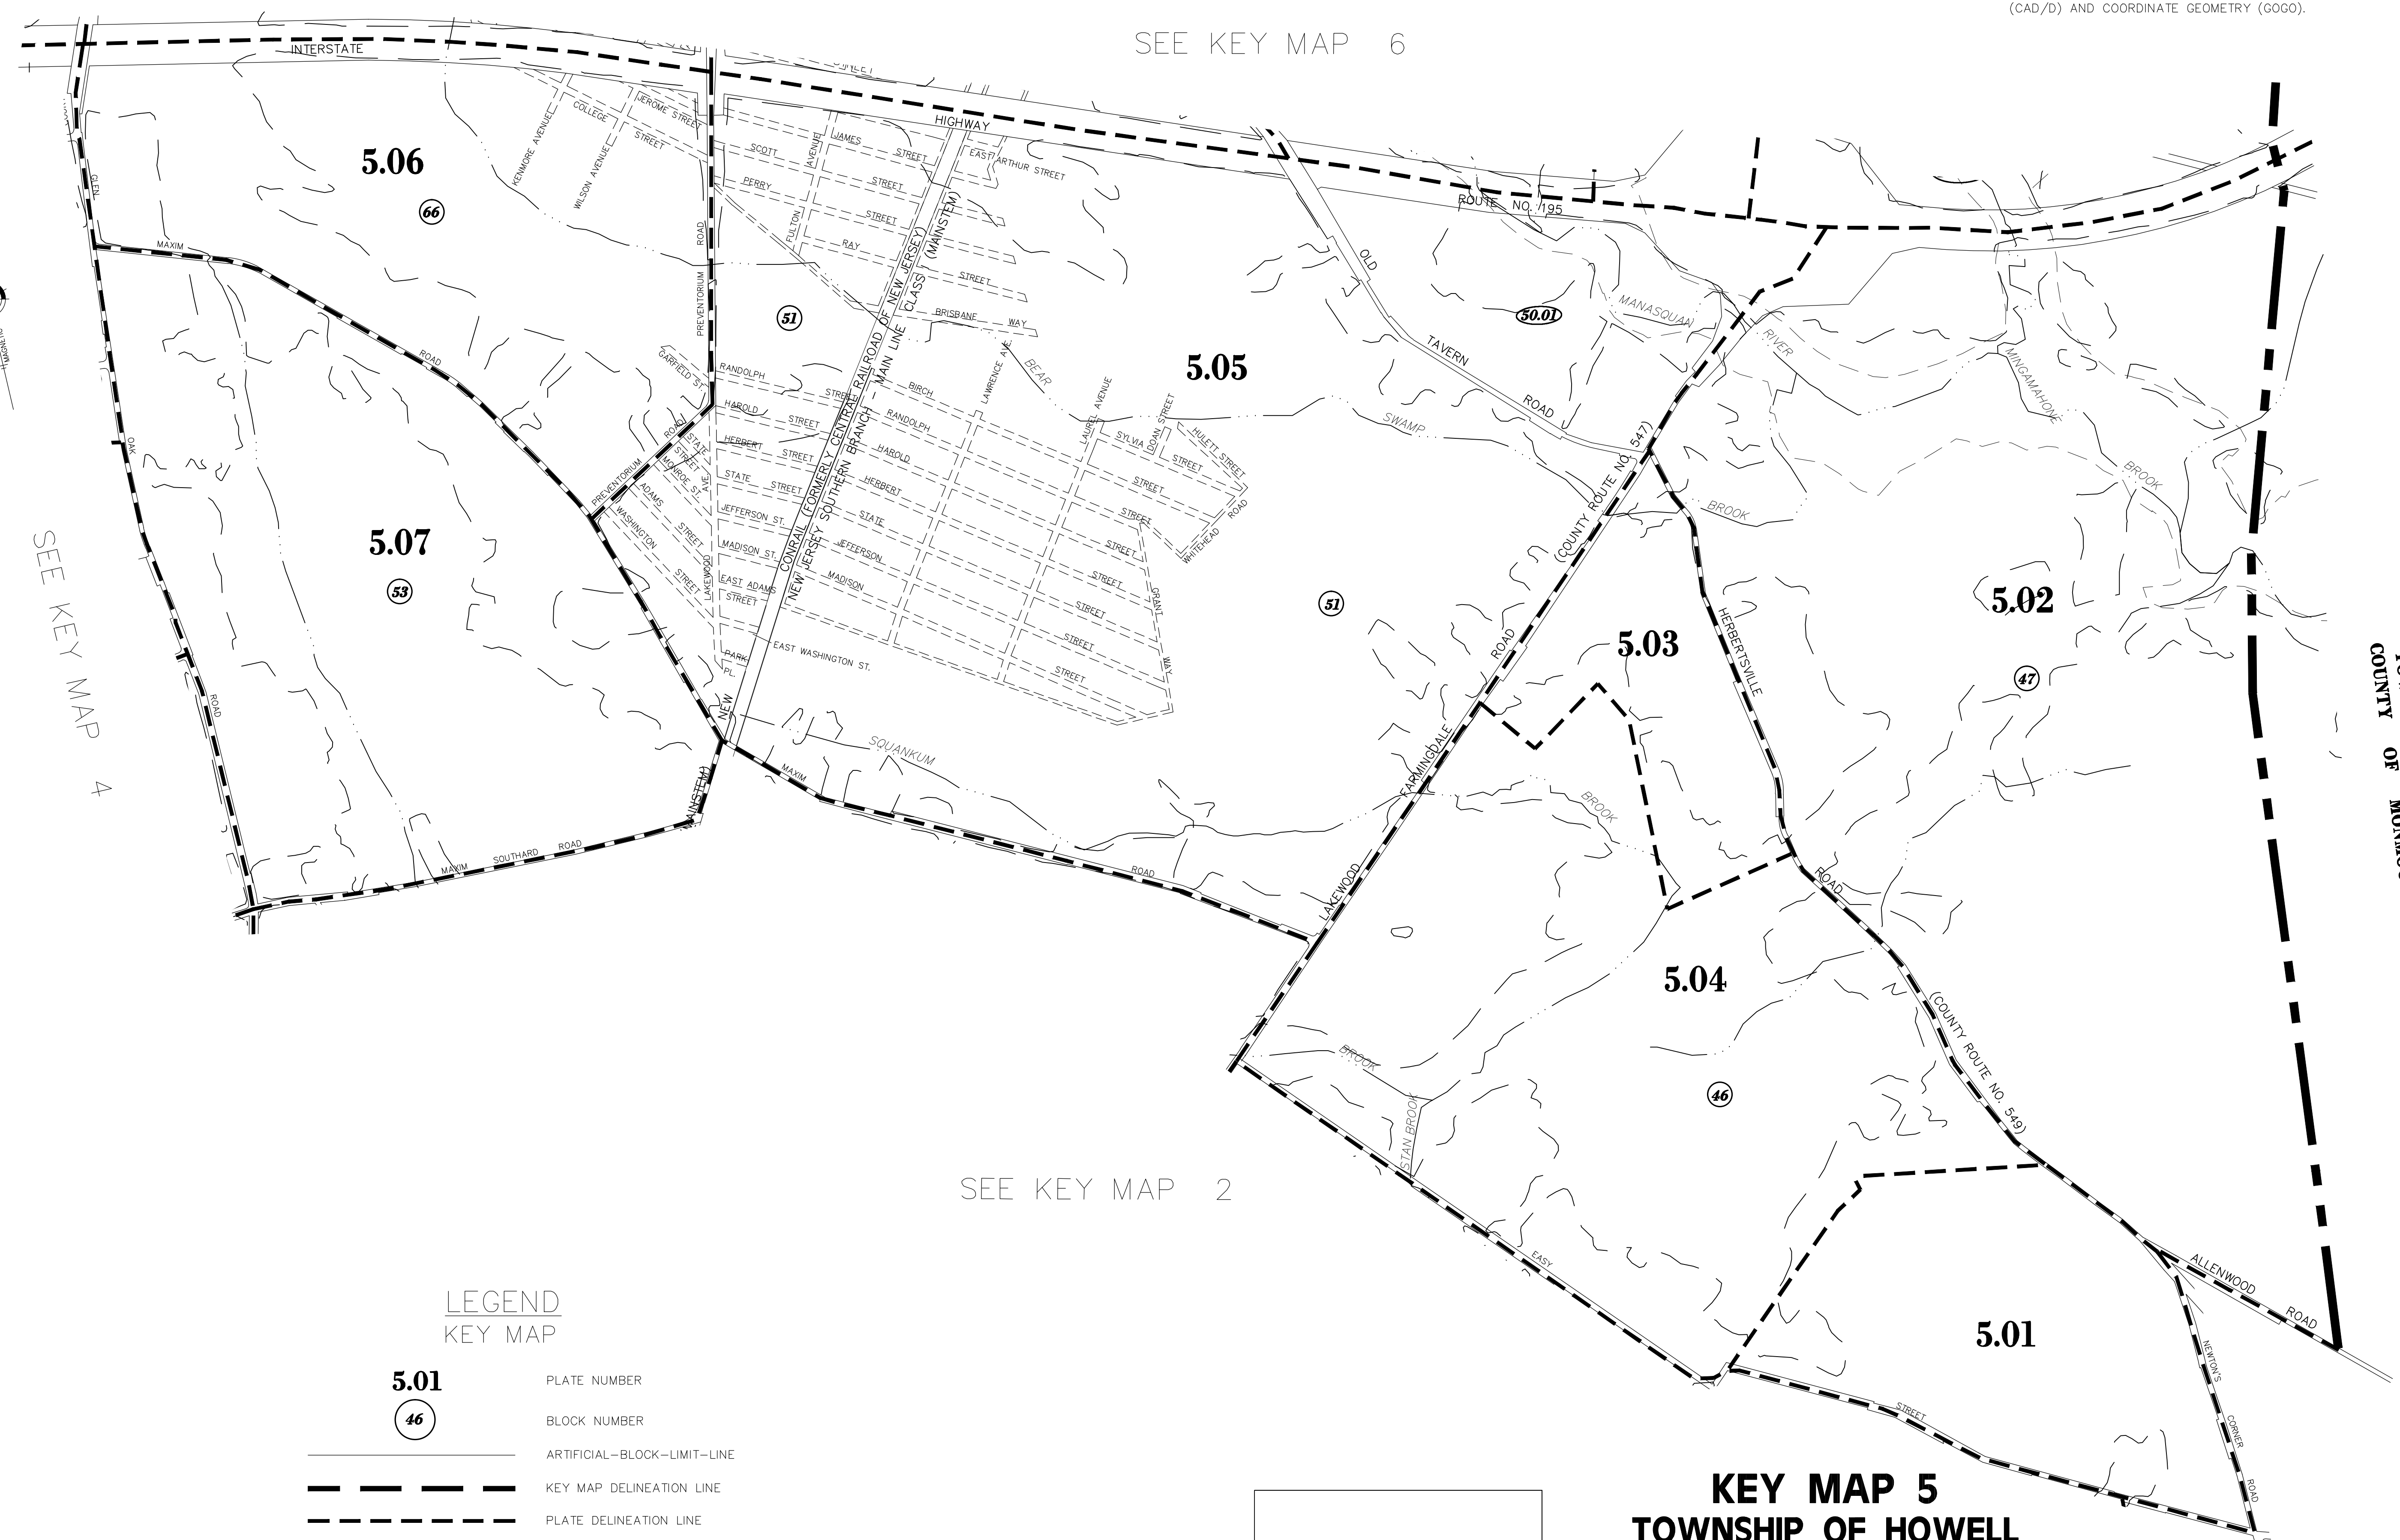 (CAD/D) AND COORDINATE GEOMETRY (GOGO).
SEE KEY MAP 6
INTERSTATE
HIGHWAY
ROUTE NO. 195
5.06
66
GLEN
OAK
ROAD
MAXIM
ROAD
KENMORE AVENUE
COLLEGE
STREET
JEROME STREET
WILSON AVENUE
PREVENTORIUM ROAD
SCOTT
STREET
FULTON AVENUE
JAMES
STREET
EAST ARTHUR STREET
PERRY
STREET
RAY
STREET
BRISBANE WAY
51
CONRAIL (FORMERLY CENTRAL RAILROAD OF NEW JERSEY)
NEW JERSEY SOUTHERN BRANCH - MAIN LINE CLASS I (MAINSTEM)
5.05
OLD
TAVERN
ROAD
50.01
MANASQUAN
RIVER
MINGAMAHONE
BROOK
BEAR
SWAMP
BROOK
GARFIELD ST.
RANDOLPH
STREET
HAROLD
STREET
HERBERT
STREET
STATE
STREET
JEFFERSON ST.
MADISON ST.
EAST ADAMS
STREET
PARK
PL.
EAST WASHINGTON ST.
LAKEWOOD AVE.
PREVENTORIUM ROAD
STATE
STREET
MONROE ST.
ADAMS
STREET
WASHINGTON
STREET
BIRCH
RANDOLPH
HAROLD
HERBERT
STATE
JEFFERSON
MADISON
LAWRENCE AVE.
LAUREL AVENUE
SYLVIA
STREET
DOAN STREET
HULETT STREET
WHITEHEAD ROAD
STREET
STREET
STREET
STREET
STREET
STREET
STREET
GRANT
WAY
5.07
53
SEE KEY MAP 4
51
(COUNTY ROUTE NO. 547)
LAKEWOOD
FARMINGDALE
ROAD
5.03
HERBERTSVILLE
ROAD
(COUNTY ROUTE NO. 549)
5.02
47
COUNTY OF
NEW
SQUANKUM
BROOK
MAXIM
ROAD
MAXIM SOUTHARD ROAD
5.04
46
BROOK
STAN BROOK
SEE KEY MAP 2
EASY
STREET
5.01
ALLENWOOD
ROAD
NEWTON'S
CORNER
ROAD
LEGEND
KEY MAP
5.01 PLATE NUMBER
46 BLOCK NUMBER
ARTIFICIAL-BLOCK-LIMIT-LINE
KEY MAP DELINEATION LINE
PLATE DELINEATION LINE
KEY MAP 5
TOWNSHIP OF HOWELL